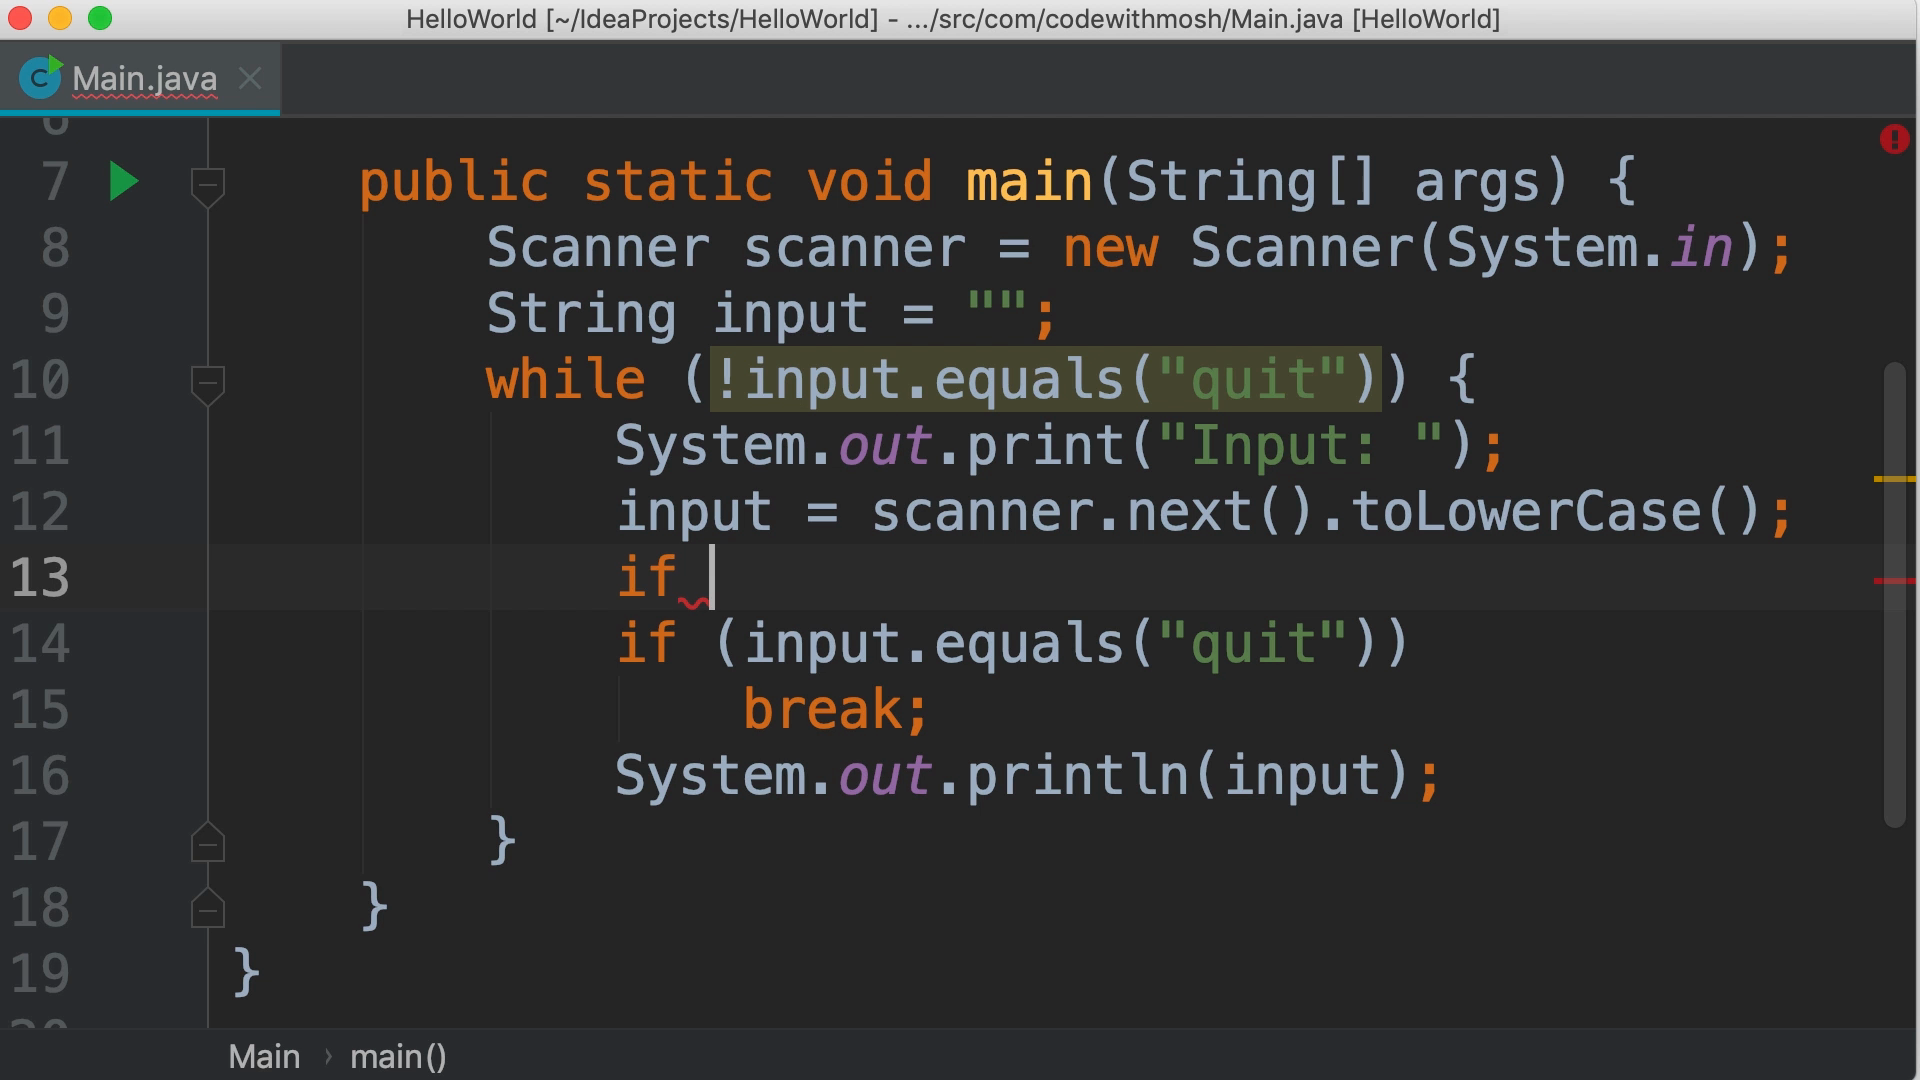 HelloWorld [~/IdeaProjects/HelloWorld] - .../src/com/codewithmosh/Main.java [HelloWorld]
C Main.java
6
7 public static void main(String[] args) {
8 Scanner scanner = new Scanner(System.in);
9 String input = "";
10 while (!input.equals("quit")) {
11 System.out.print("Input: ");
12 input = scanner.next().toLowerCase();
13 if
14 if (input.equals("quit"))
15 break;
16 System.out.println(input);
17 }
18 }
19 }
20
Main › main()